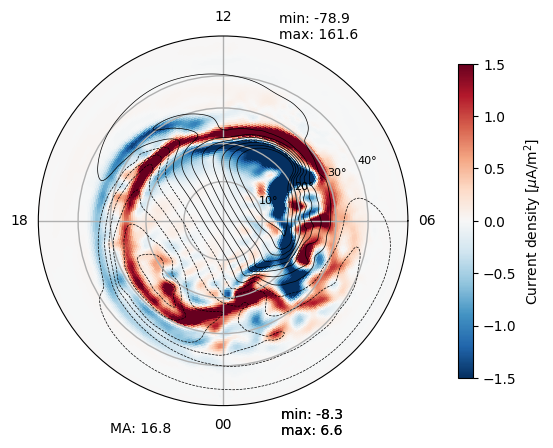 12
min: -78.9
max: 161.6
40°
30°
20°
10°
18
06
00
MA: 16.8
min: -8.3
max: 6.6
1.5
1.0
0.5
0.0
−0.5
−1.0
−1.5
Current density [μA/m²]